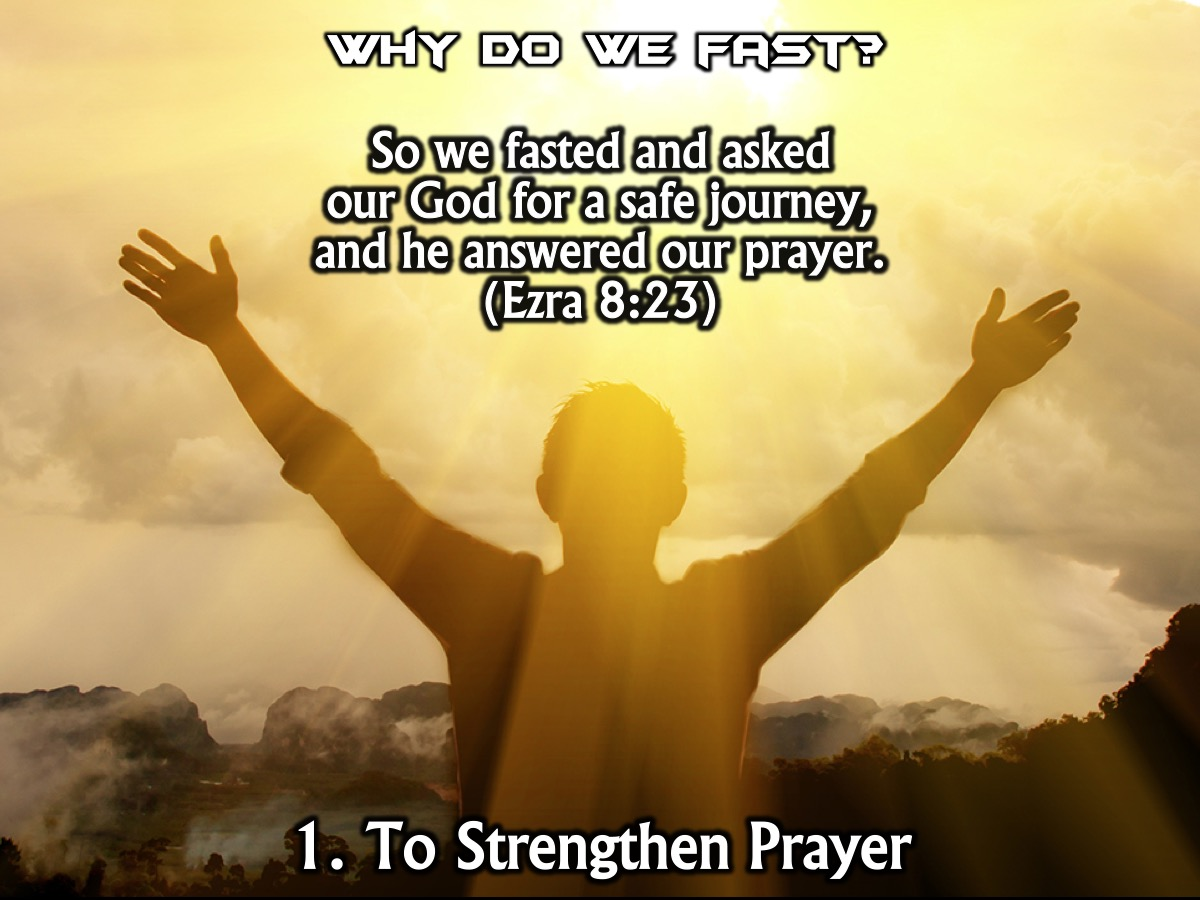 WHY DO WE FAST?
So we fasted and asked
our God for a safe journey,
and he answered our prayer.
(Ezra 8:23)
1. To Strengthen Prayer